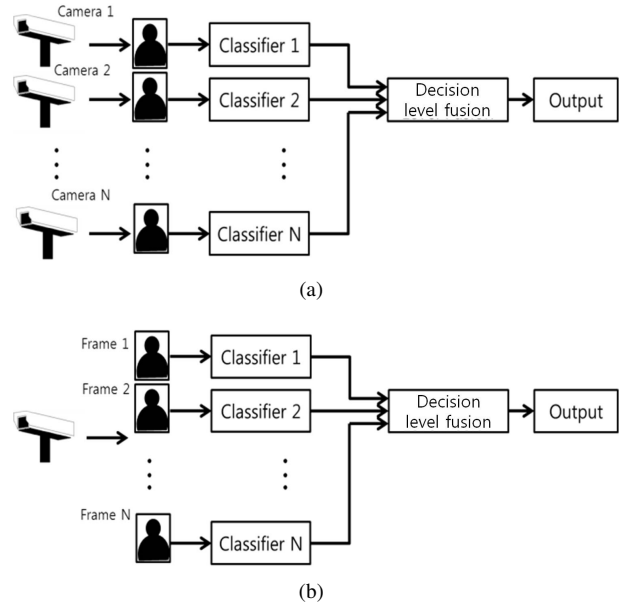 Camera 1
Classifier 1
Camera 2
Classifier 2
Decision
level fusion
Output
Camera N
Classifier N
(a)
Frame 1
Classifier 1
Frame 2
Classifier 2
Decision
level fusion
Output
Frame N
Classifier N
(b)